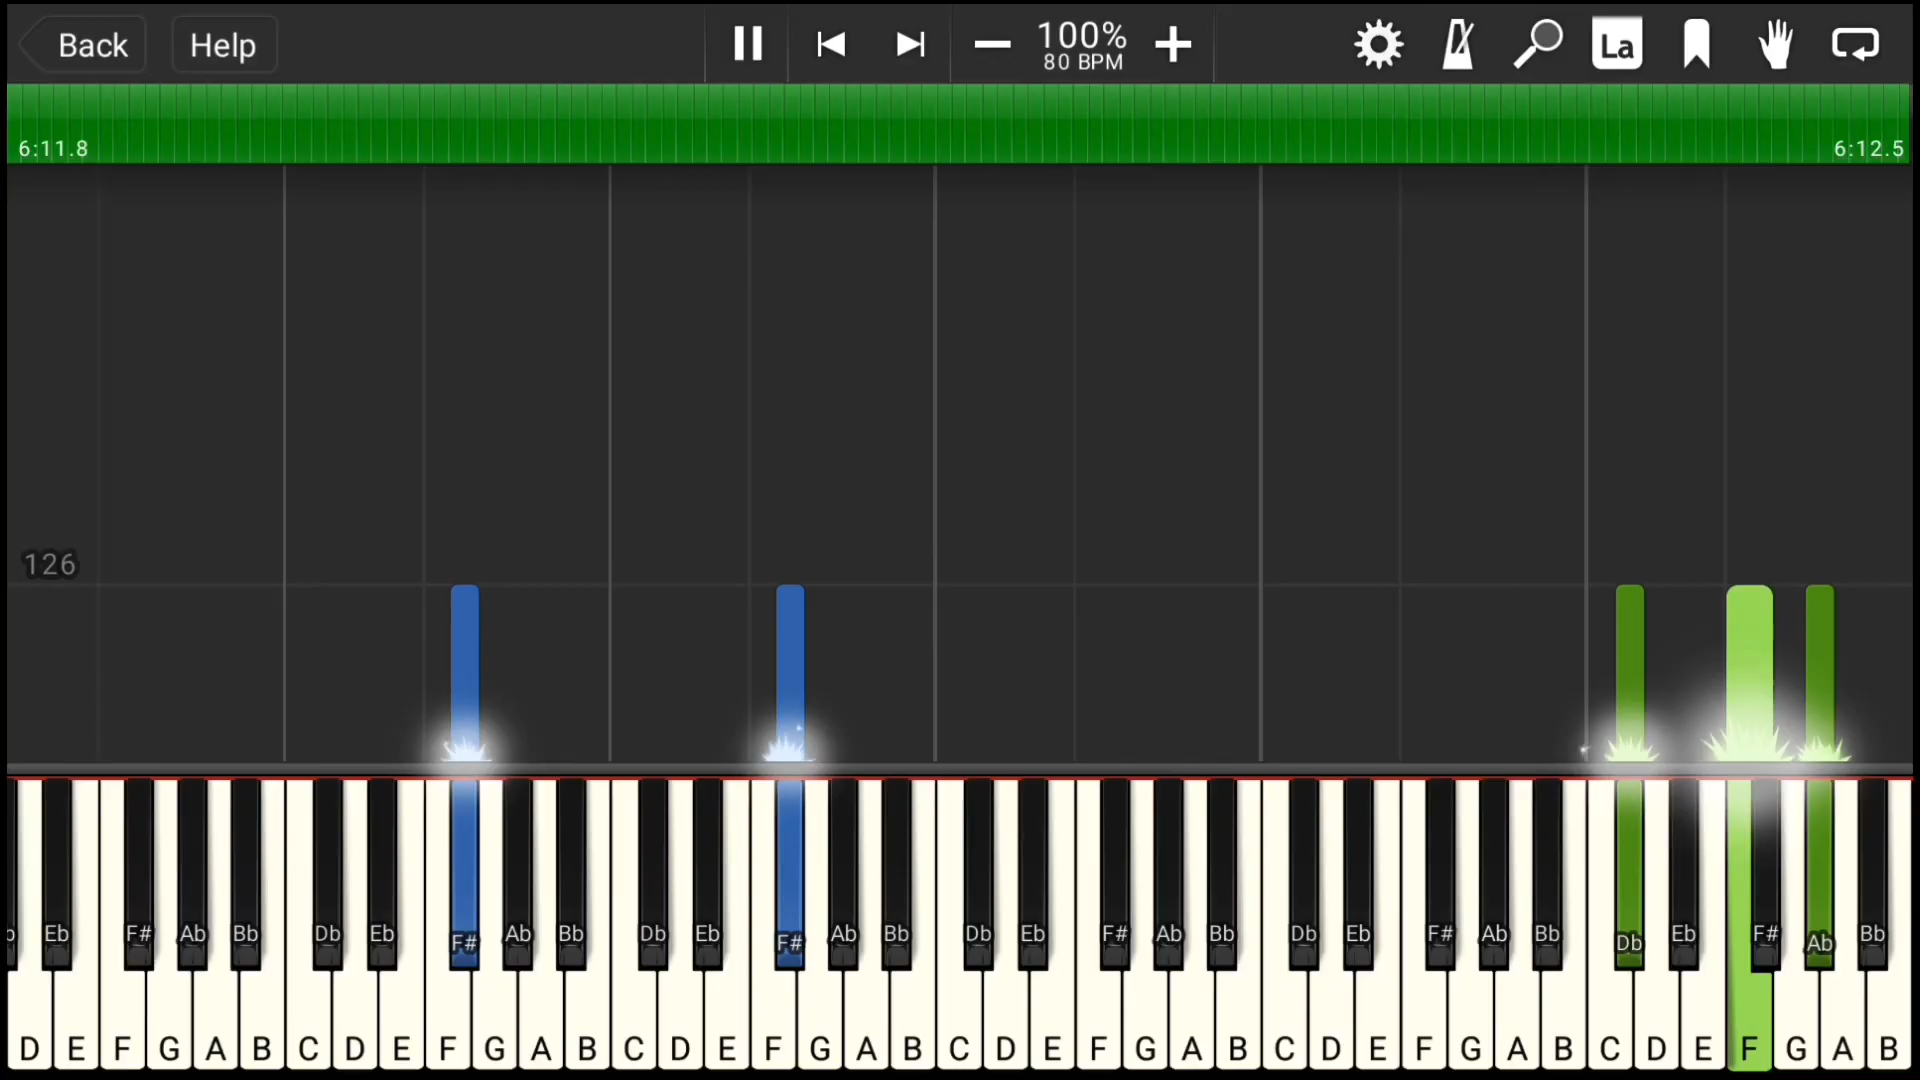 Back Help 100% La
80 BPM
6:11.8 6:12.5
126
Eb F# Ab Bb Db Eb F# Ab Bb Db Eb F# Ab Bb Db Eb F# Ab Bb Db Eb F# Ab Bb Db Eb F# Ab Bb
D E F G A B C D E F G A B C D E F G A B C D E F G A B C D E F G A B C D E F G A B